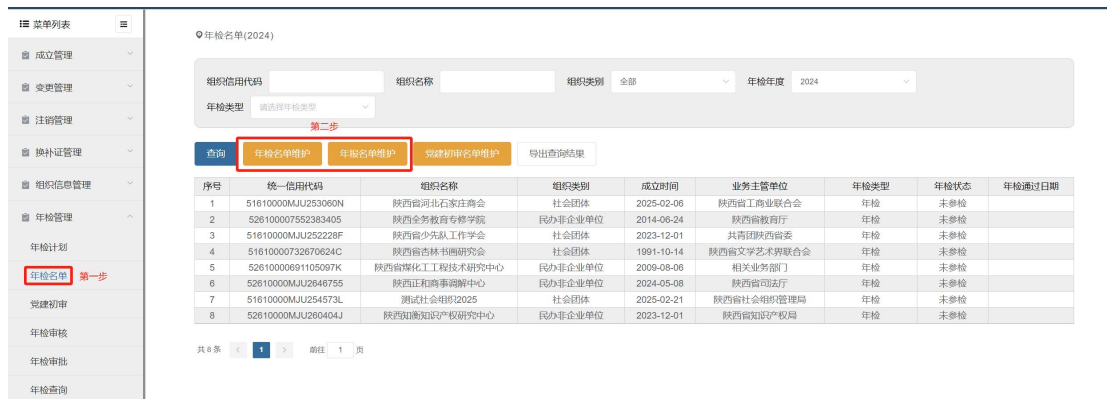 菜单列表
年检名单(2024)
成立管理
变更管理
注销管理
换补证管理
组织信息管理
年检管理
年检计划
年检名单 第一步
党建初审
年检审核
年检审批
年检查询
组织信用代码 组织名称 组织类别 全部 年检年度 2024
年检类型 请选择年检类型
第二步
查询 年检名单维护 年报名单维护 党建初审名单维护 导出查询结果
序号 统一信用代码 组织名称 组织类别 成立时间 业务主管单位 年检类型 年检状态 年检通过日期
1 51610000MJU253060N 陕西省河北石家庄商会 社会团体 2025-02-06 陕西省工商业联合会 年检 未参检
2 526100007552383405 陕西全务教育专修学院 民办非企业单位 2014-06-24 陕西省教育厅 年检 未参检
3 51610000MJU252228F 陕西省少先队工作学会 社会团体 2023-12-01 共青团陕西省委 年检 未参检
4 51610000732670624C 陕西省杏林书画研究会 社会团体 1991-10-14 陕西省文学艺术界联合会 年检 未参检
5 52610000691105097K 陕西省煤化工工程技术研究中心 民办非企业单位 2009-08-06 相关业务部门 年检 未参检
6 52610000MJU2646755 陕西正和商事调解中心 民办非企业单位 2024-05-08 陕西省司法厅 年检 未参检
7 51610000MJU254573L 测试社会组织2025 社会团体 2025-02-21 陕西省社会组织管理局 年检 未参检
8 52610000MJU260404J 陕西知衡知识产权研究中心 民办非企业单位 2023-12-01 陕西省知识产权局 年检 未参检
共 8 条 < 1 > 前往 1 页